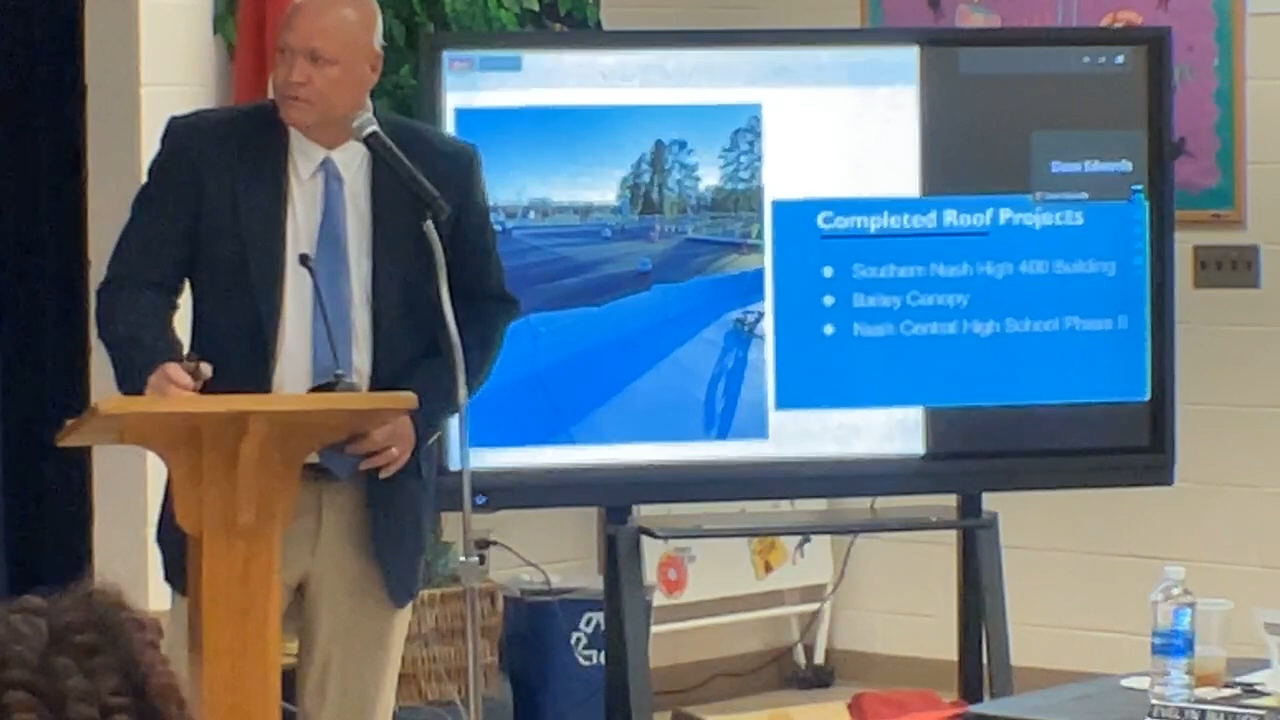 Completed Roof Projects
Southern Nash High 400 Building
Bailey Canopy
Nash Central High School Phase II